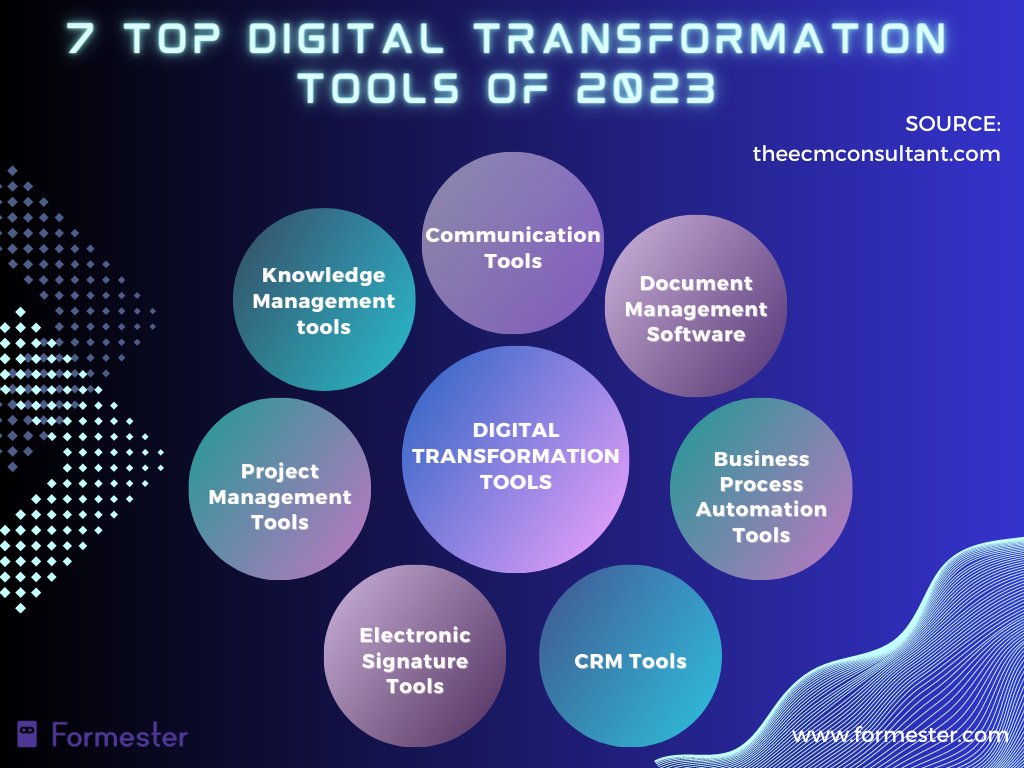 7 TOP DIGITAL TRANSFORMATION
TOOLS OF 2023
SOURCE:
theecmconsultant.com
Communication
Tools
Knowledge
Management
tools
Document
Management
Software
DIGITAL
TRANSFORMATION
TOOLS
Project
Management
Tools
Business
Process
Automation
Tools
Electronic
Signature
Tools
CRM Tools
Formester
www.formester.com